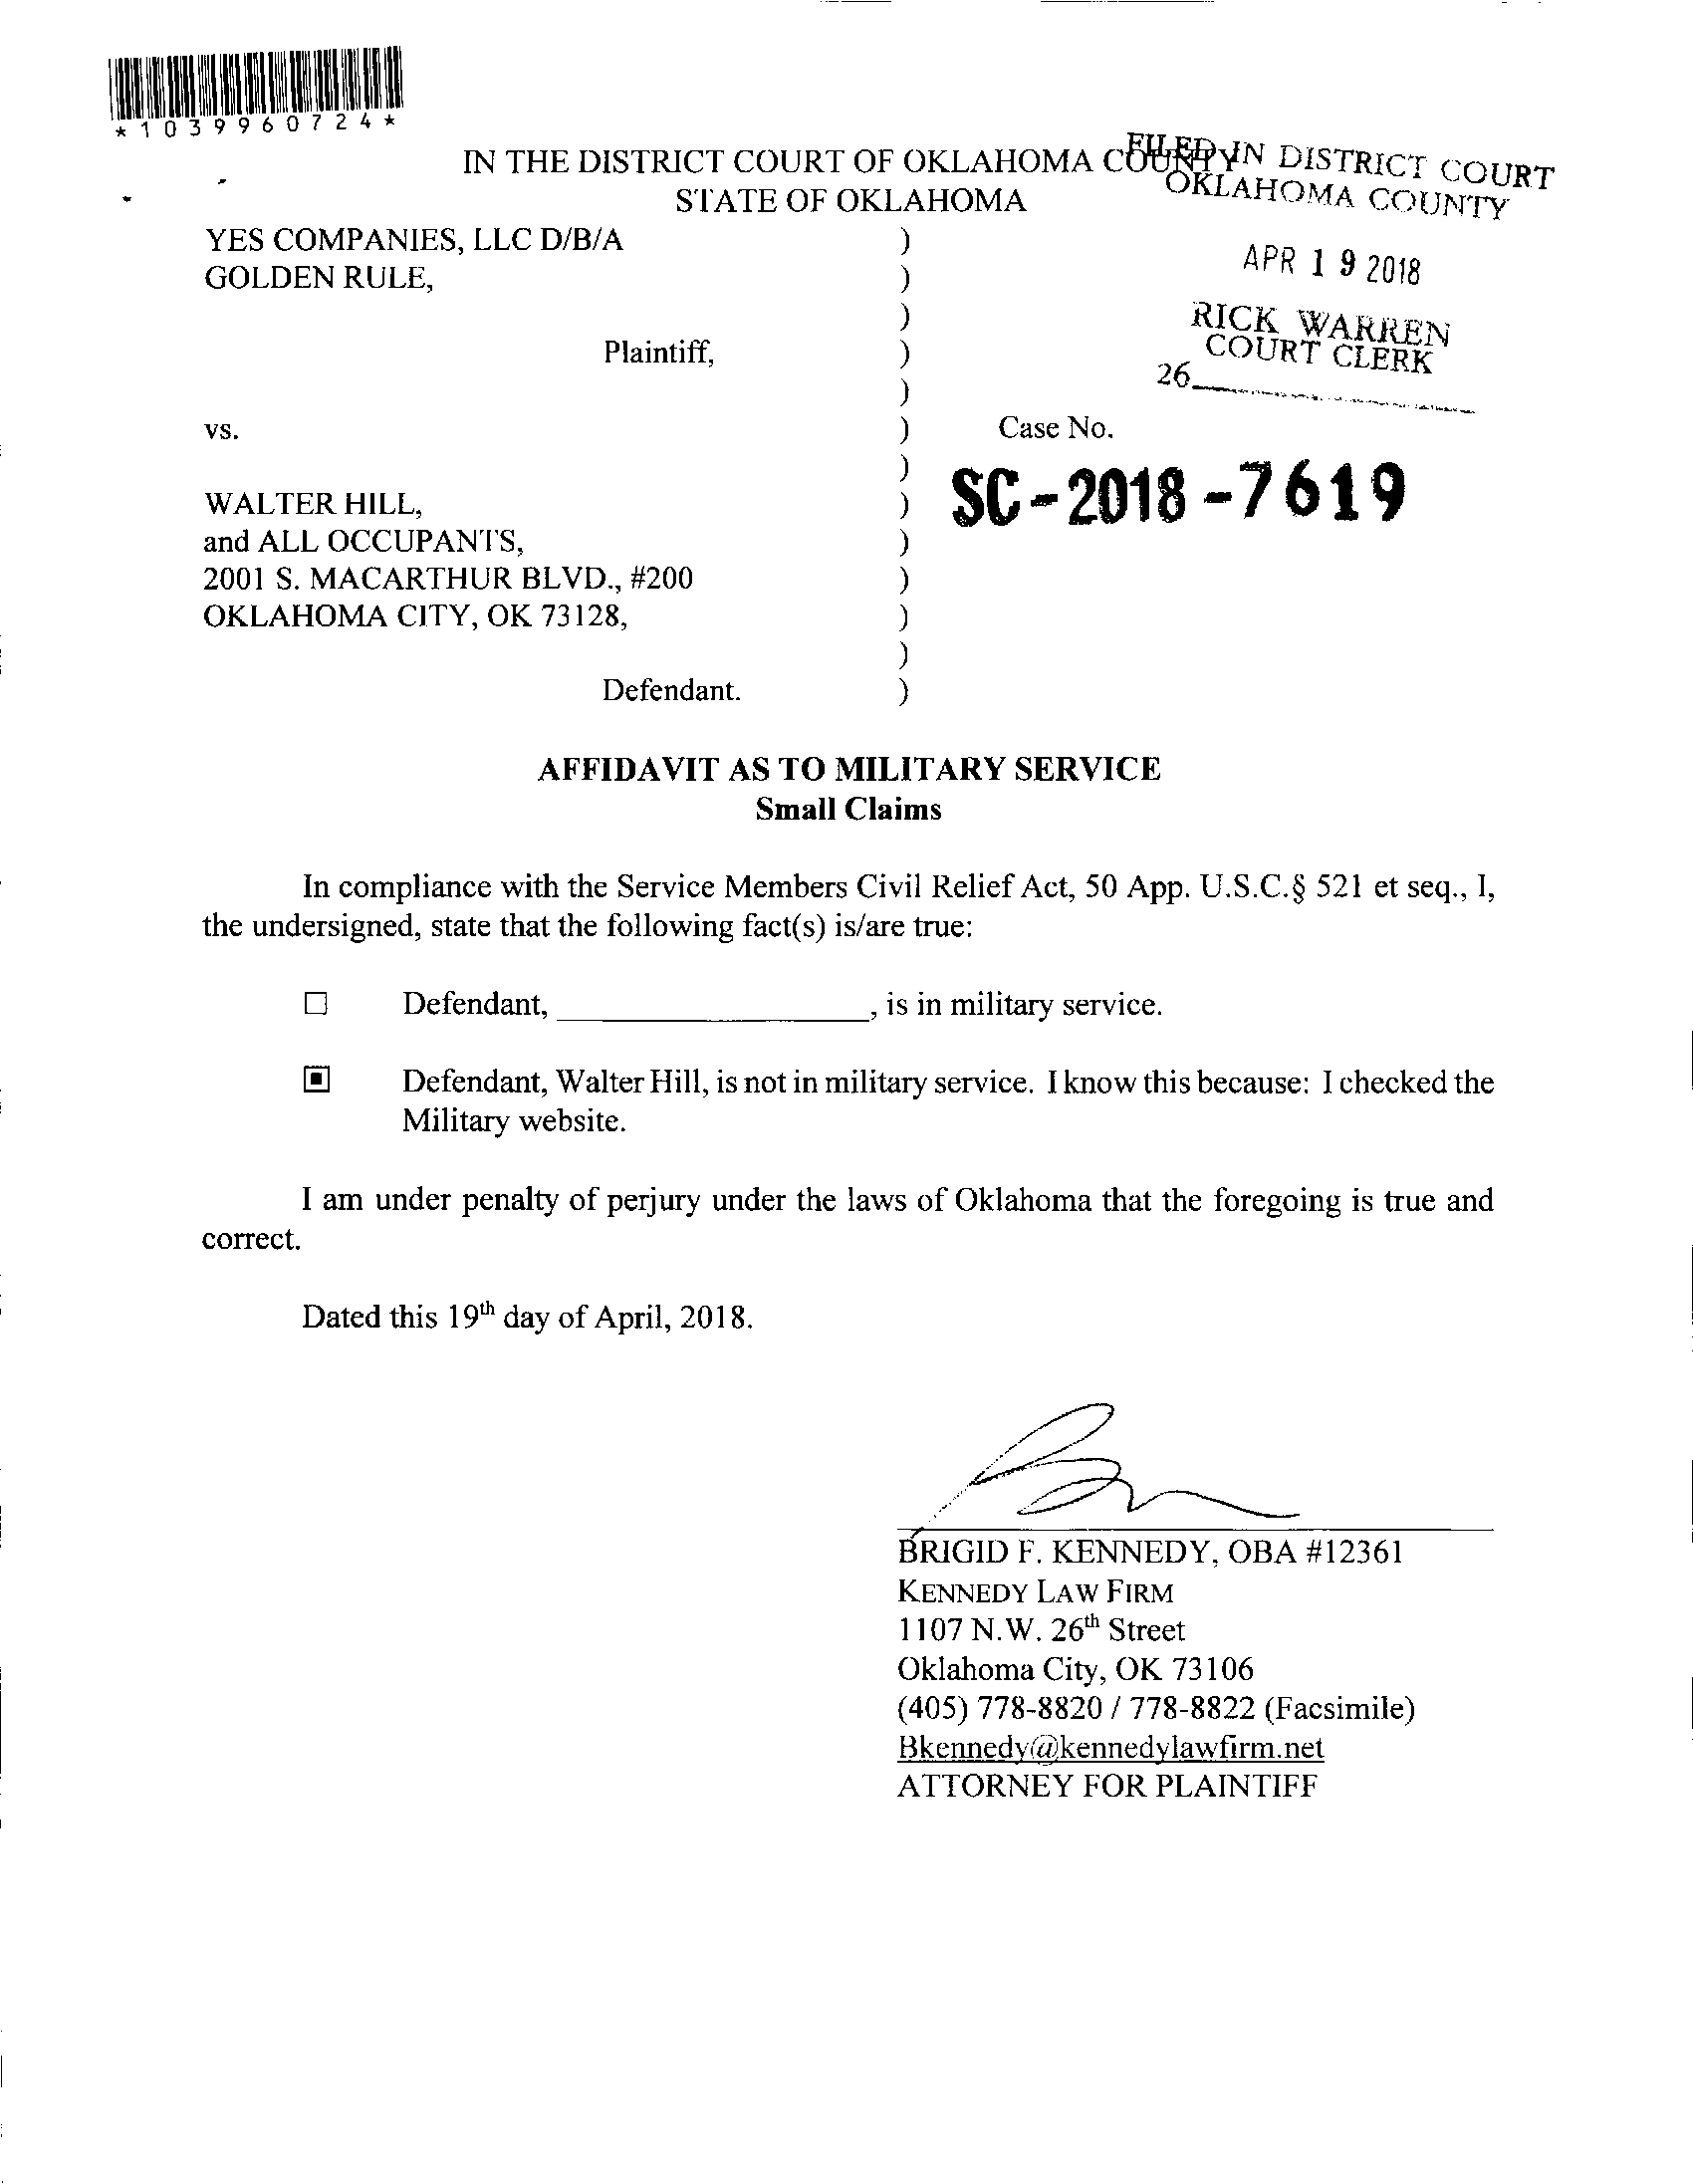 *1039960724*
IN THE DISTRICT COURT OF OKLAHOMA COUNTY
STATE OF OKLAHOMA
FILED IN DISTRICT COURT
OKLAHOMA COUNTY
APR 19 2018
RICK WARREN
COURT CLERK
26
YES COMPANIES, LLC D/B/A )
GOLDEN RULE, )
)
Plaintiff, )
)
vs. ) Case No.
)
SC-2018-7619
WALTER HILL, )
and ALL OCCUPANTS, )
2001 S. MACARTHUR BLVD., #200 )
OKLAHOMA CITY, OK 73128, )
)
Defendant. )
AFFIDAVIT AS TO MILITARY SERVICE
Small Claims
In compliance with the Service Members Civil Relief Act, 50 App. U.S.C.§ 521 et seq., I,
the undersigned, state that the following fact(s) is/are true:
☐ Defendant, ____________________, is in military service.
▣ Defendant, Walter Hill, is not in military service. I know this because: I checked the
Military website.
I am under penalty of perjury under the laws of Oklahoma that the foregoing is true and
correct.
Dated this 19th day of April, 2018.
BRIGID F. KENNEDY, OBA #12361
KENNEDY LAW FIRM
1107 N.W. 26th Street
Oklahoma City, OK 73106
(405) 778-8820 / 778-8822 (Facsimile)
Bkennedy@kennedylawfirm.net
ATTORNEY FOR PLAINTIFF